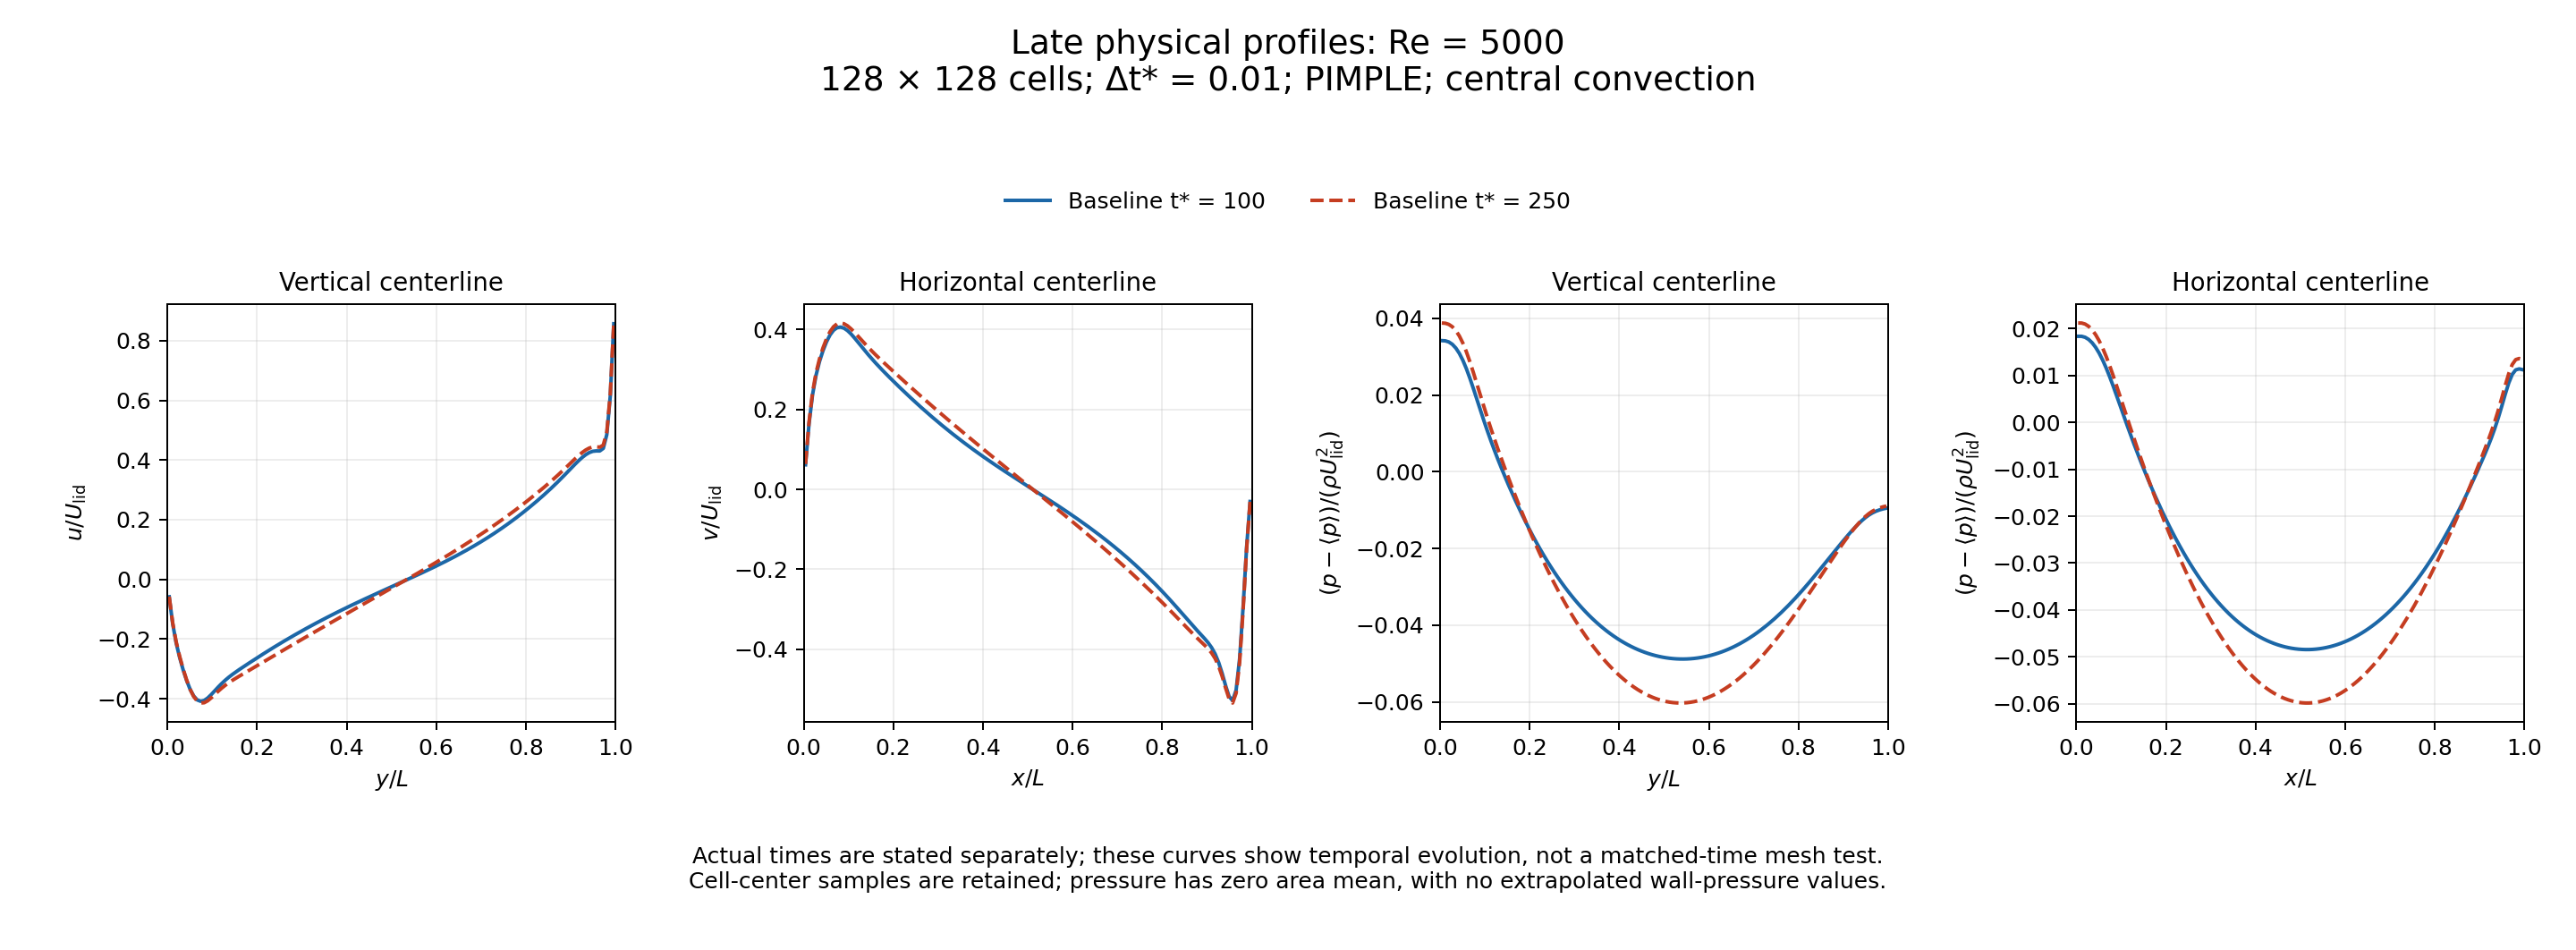 Late physical profiles: Re = 5000
128 × 128 cells; Δt* = 0.01; PIMPLE; central convection
Baseline t* = 100
Baseline t* = 250
Vertical centerline
0.8
0.6
0.4
0.2
0.0
−0.2
−0.4
u/U_lid
0.0 0.2 0.4 0.6 0.8 1.0
y/L
Horizontal centerline
0.4
0.2
0.0
−0.2
−0.4
v/U_lid
0.0 0.2 0.4 0.6 0.8 1.0
x/L
Vertical centerline
0.04
0.02
0.00
−0.02
−0.04
−0.06
(p − ⟨p⟩)/(ρU²_lid)
0.0 0.2 0.4 0.6 0.8 1.0
y/L
Horizontal centerline
0.02
0.01
0.00
−0.01
−0.02
−0.03
−0.04
−0.05
−0.06
(p − ⟨p⟩)/(ρU²_lid)
0.0 0.2 0.4 0.6 0.8 1.0
x/L
Actual times are stated separately; these curves show temporal evolution, not a matched-time mesh test.
Cell-center samples are retained; pressure has zero area mean, with no extrapolated wall-pressure values.